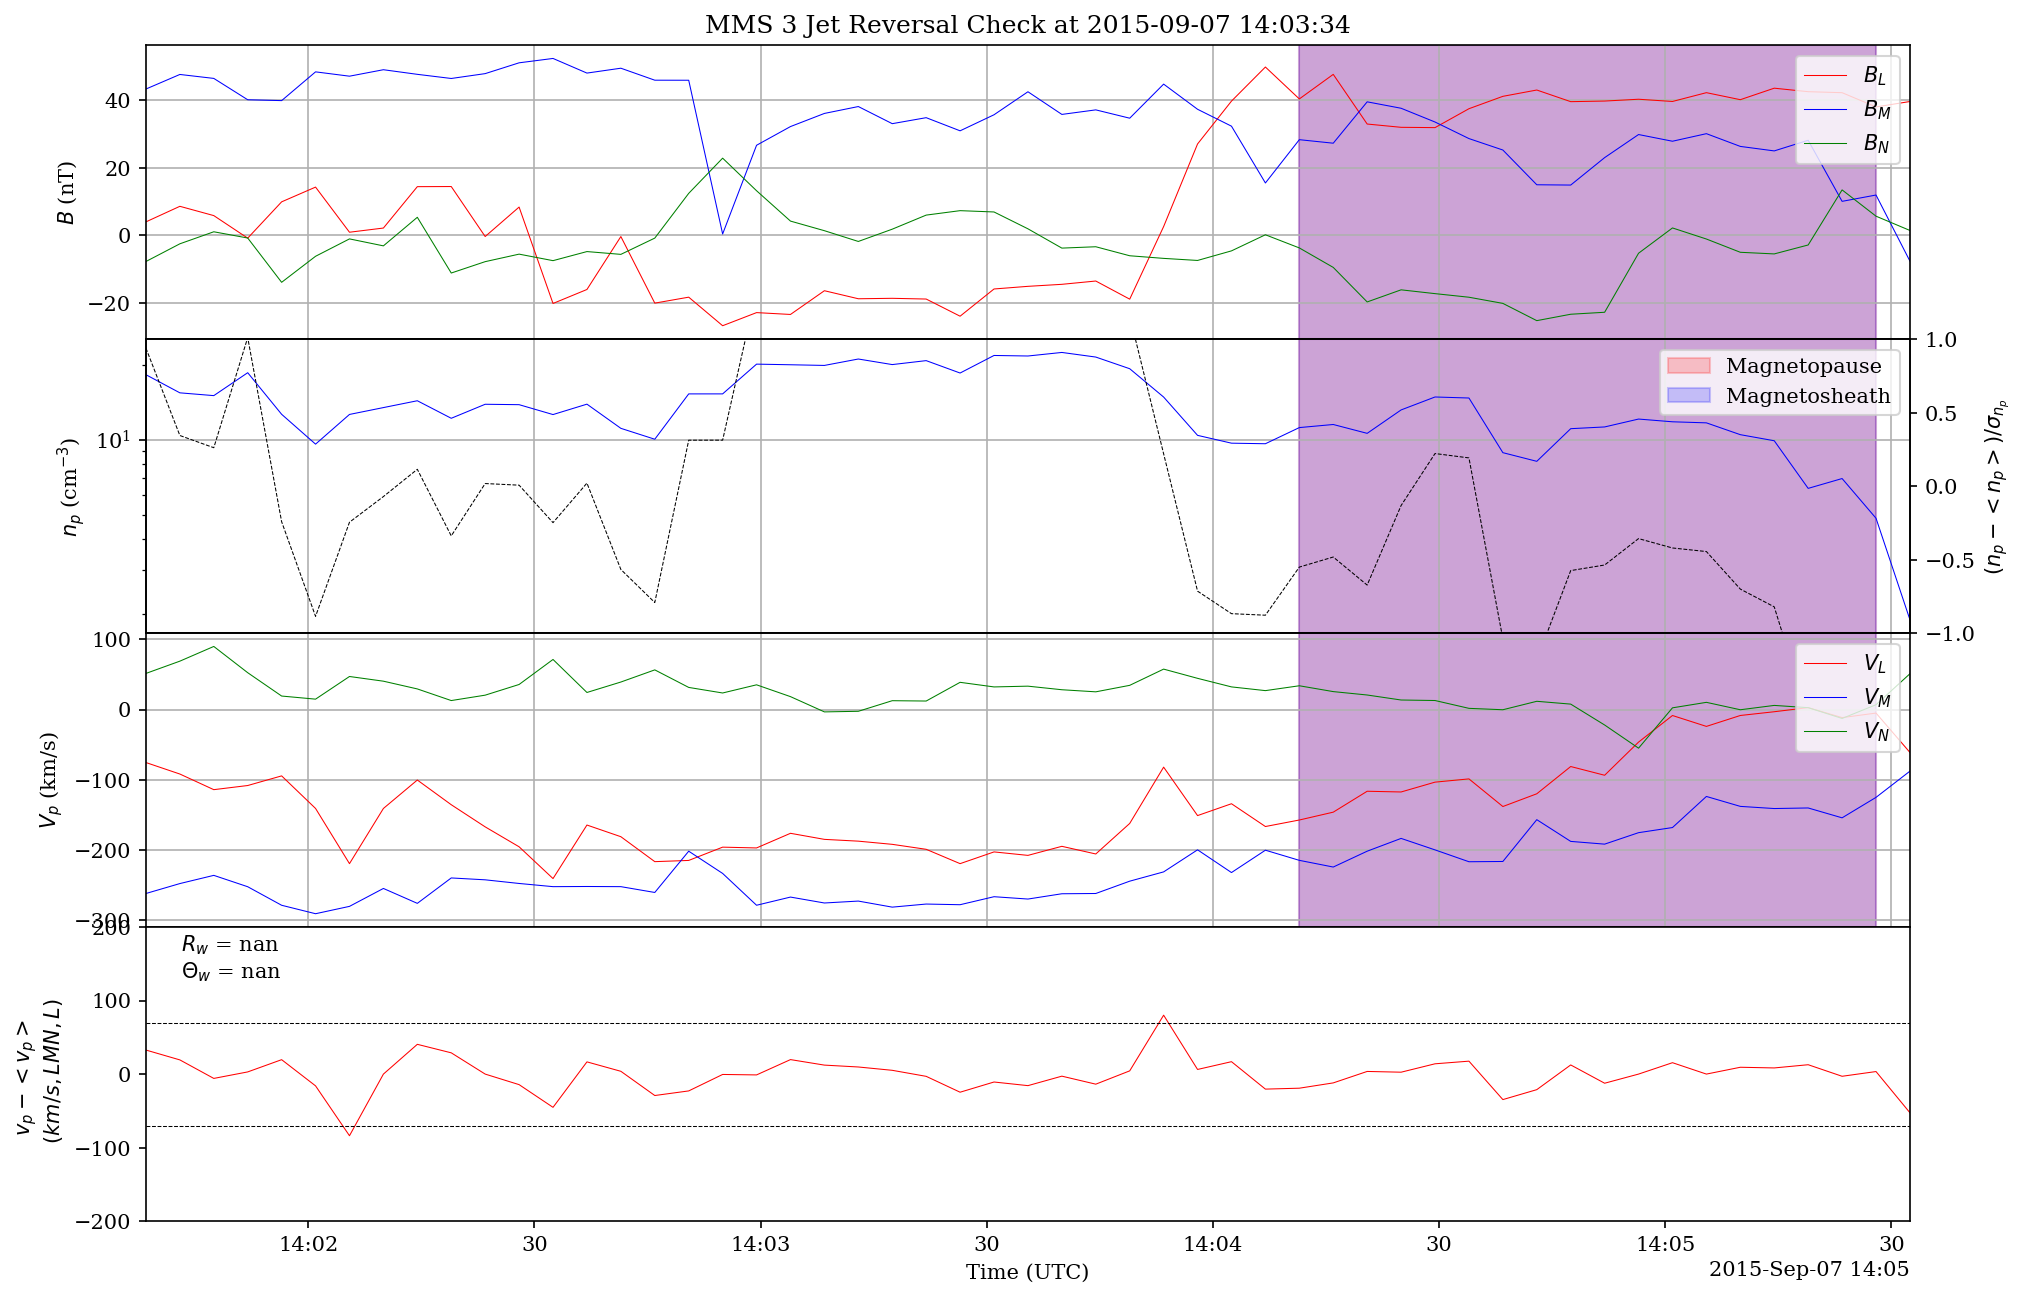 MMS 3 Jet Reversal Check at 2015-09-07 14:03:34
40
20
0
−20
B (nT)
B_L
B_M
B_N
10^1
n_p (cm^−3)
Magnetopause
Magnetosheath
1.0
0.5
0.0
−0.5
−1.0
(n_p − < n_p >)/σ_{n_p}
100
0
−100
−200
−300
V_p (km/s)
V_L
V_M
V_N
200
100
0
−100
−200
v_p − < v_p >
(km/s, LMN, L)
R_w = nan
Θ_w = nan
14:02
30
14:03
30
14:04
30
14:05
30
Time (UTC)
2015-Sep-07 14:05